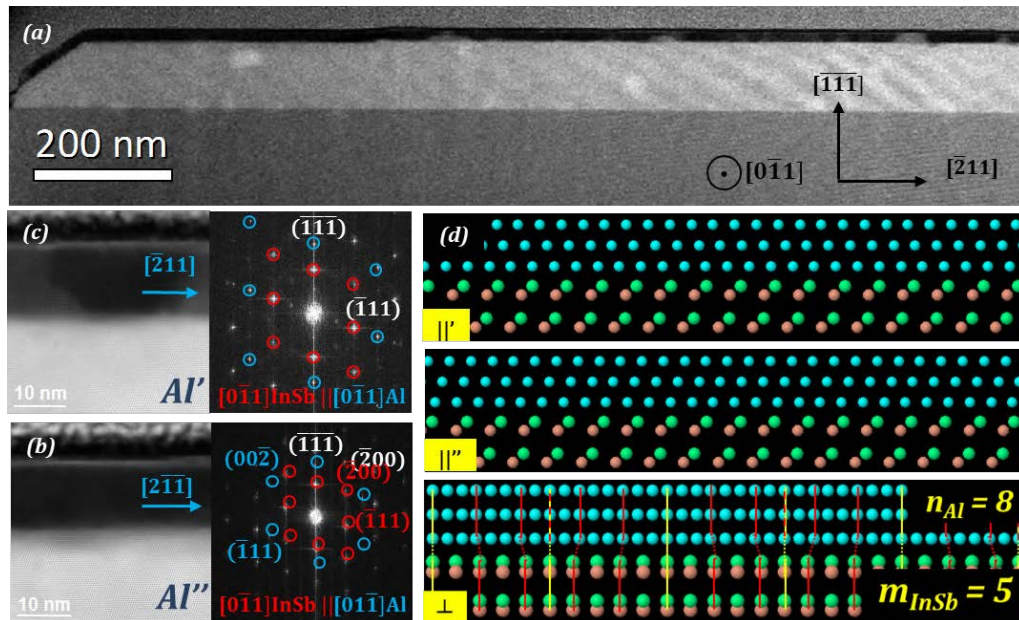 (a)
[1̅1̅1̅]
200 nm
[01̅1]
[2̅11]
(c)
[2̅11]
10 nm
Al'
(1̅1̅1̅)
(1̅11)
[01̅1]InSb ||[01̅1]Al
(b)
[21̅1̅]
10 nm
Al''
(1̅1̅1̅)
(002̅)
(2̅00)
(2̅00)
(1̅11)
(1̅11)
[01̅1]InSb ||[011̅]Al
(d)
||'
||"
n_Al = 8
⊥
m_InSb = 5